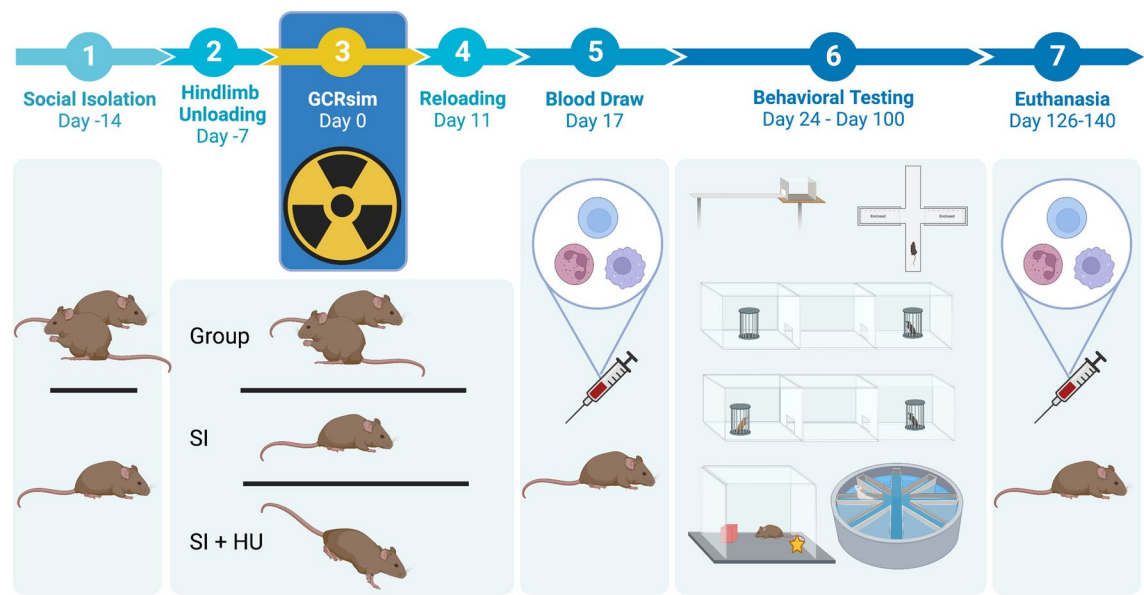 1
Social Isolation
Day -14
2
Hindlimb
Unloading
Day -7
3
GCRsim
Day 0
4
Reloading
Day 11
5
Blood Draw
Day 17
6
Behavioral Testing
Day 24 - Day 100
7
Euthanasia
Day 126-140
Group
SI
SI + HU
Enclosed
Enclosed